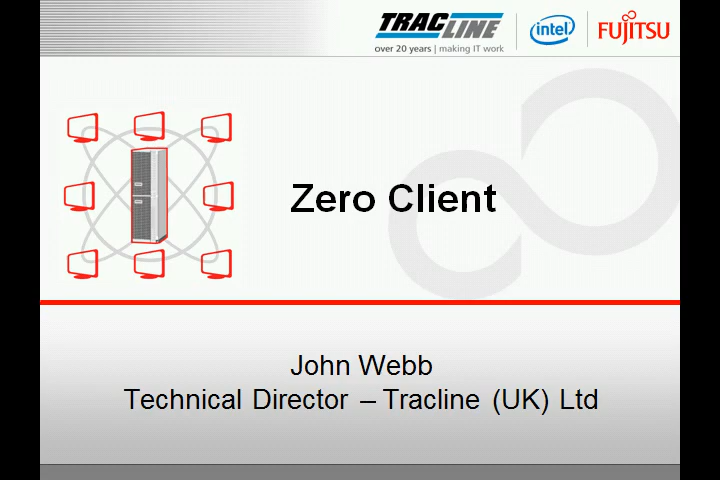 TRACLINE
over 20 years | making IT work
intel
FUJITSU
Zero Client
John Webb
Technical Director – Tracline (UK) Ltd